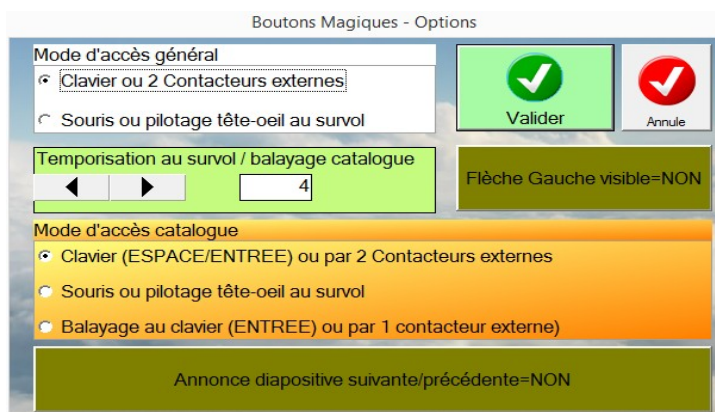 Boutons Magiques - Options
Mode d'accès général
Clavier ou 2 Contacteurs externes
Souris ou pilotage tête-oeil au survol
Valider
Annule
Temporisation au survol / balayage catalogue
4
Flèche Gauche visible=NON
Mode d'accès catalogue
Clavier (ESPACE/ENTREE) ou par 2 Contacteurs externes
Souris ou pilotage tête-oeil au survol
Balayage au clavier (ENTREE) ou par 1 contacteur externe)
Annonce diapositive suivante/précédente=NON